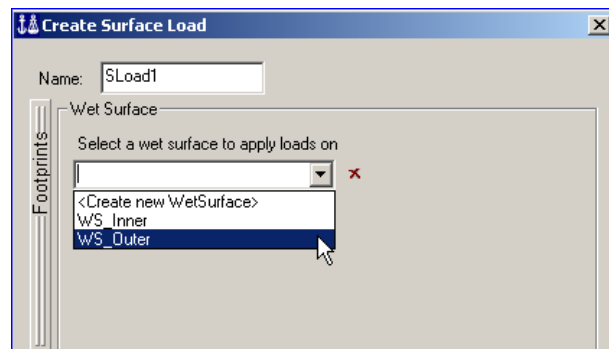 Create Surface Load
Name: SLoad1
Footprints
Wet Surface
Select a wet surface to apply loads on
<Create new WetSurface>
WS_Inner
WS_Outer